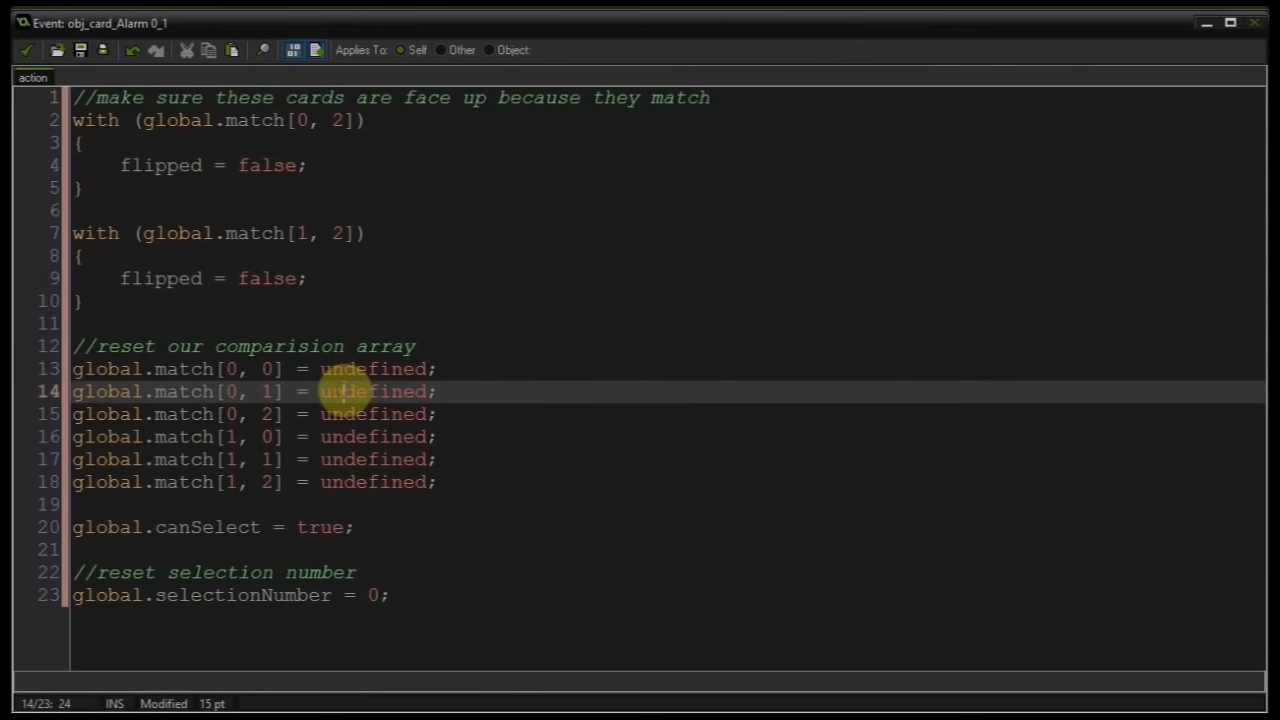 Event: obj_card_Alarm 0_1
Applies To: Self Other Object:
action
1 //make sure these cards are face up because they match
2 with (global.match[0, 2])
3 {
4 flipped = false;
5 }
6
7 with (global.match[1, 2])
8 {
9 flipped = false;
10 }
11
12 //reset our comparision array
13 global.match[0, 0] = undefined;
14 global.match[0, 1] = undefined;
15 global.match[0, 2] = undefined;
16 global.match[1, 0] = undefined;
17 global.match[1, 1] = undefined;
18 global.match[1, 2] = undefined;
19
20 global.canSelect = true;
21
22 //reset selection number
23 global.selectionNumber = 0;
14/23: 24 INS Modified 15 pt